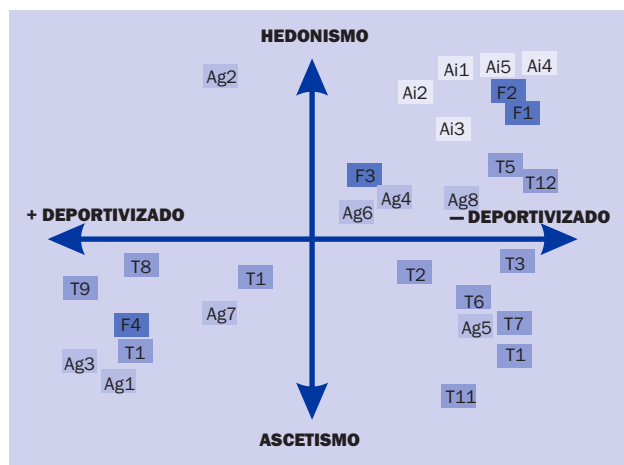 HEDONISMO
Ag2
Ai1
Ai5
Ai4
Ai2
F2
F1
Ai3
F3
T5
T12
Ag4
Ag8
Ag6
+ DEPORTIVIZADO
— DEPORTIVIZADO
T8
T9
T1
T2
T3
T6
Ag7
F4
Ag5
T7
T1
T1
Ag3
Ag1
T11
ASCETISMO